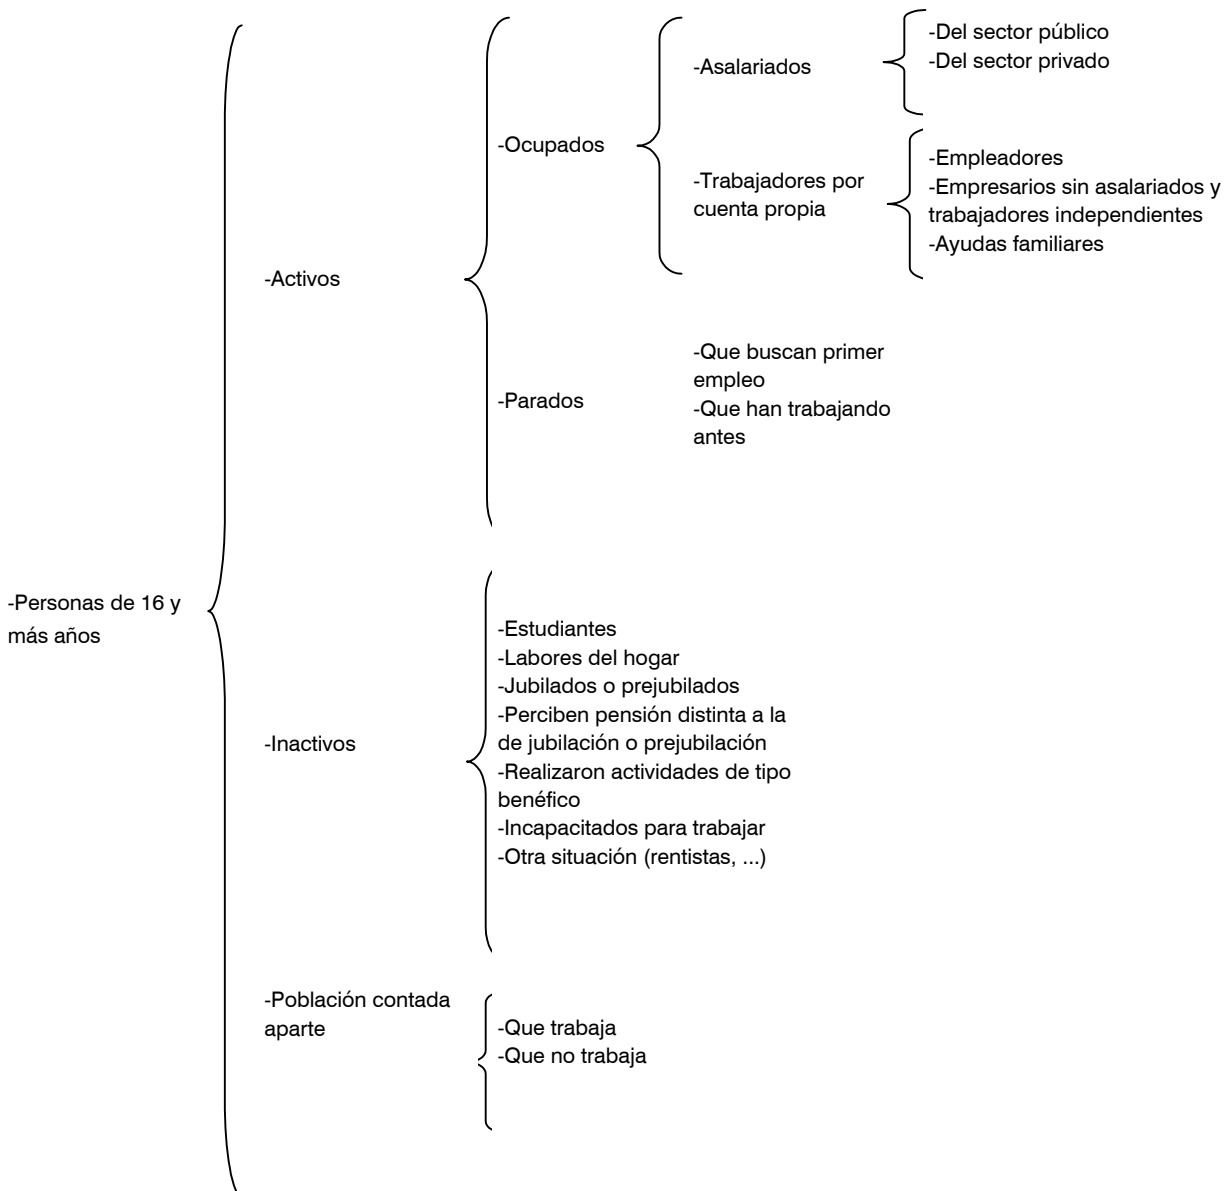 -Personas de 16 y
más años
-Activos
-Ocupados
-Asalariados
-Del sector público
-Del sector privado
-Trabajadores por
cuenta propia
-Empleadores
-Empresarios sin asalariados y
trabajadores independientes
-Ayudas familiares
-Parados
-Que buscan primer
empleo
-Que han trabajando
antes
-Inactivos
-Estudiantes
-Labores del hogar
-Jubilados o prejubilados
-Perciben pensión distinta a la
de jubilación o prejubilación
-Realizaron actividades de tipo
benéfico
-Incapacitados para trabajar
-Otra situación (rentistas, ...)
-Población contada
aparte
-Que trabaja
-Que no trabaja